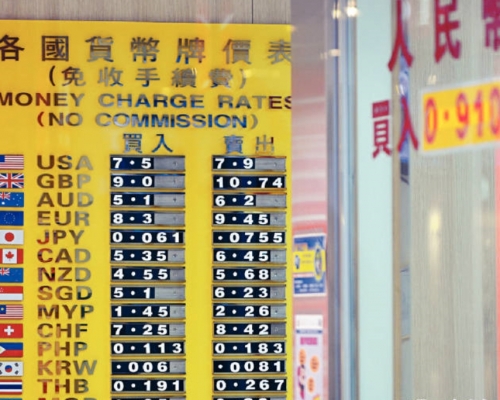 各國貨幣牌價表
(免收手續費)
MONEY CHARGE RATES
(NO COMMISSION)
買入 賣出
USA 7·5 7·9
GBP 9·0 10·74
AUD 5·1 6·2
EUR 8·3 9·45
JPY 0·061 0·0755
CAD 5·35 6·45
NZD 4·55 5·68
SGD 5·1 6·23
MYP 1·45 2·26
CHF 7·25 8·42
PHP 0·113 0·183
KRW ·006 ·0081
THB 0·191 0·267
人民幣
買入 0·910